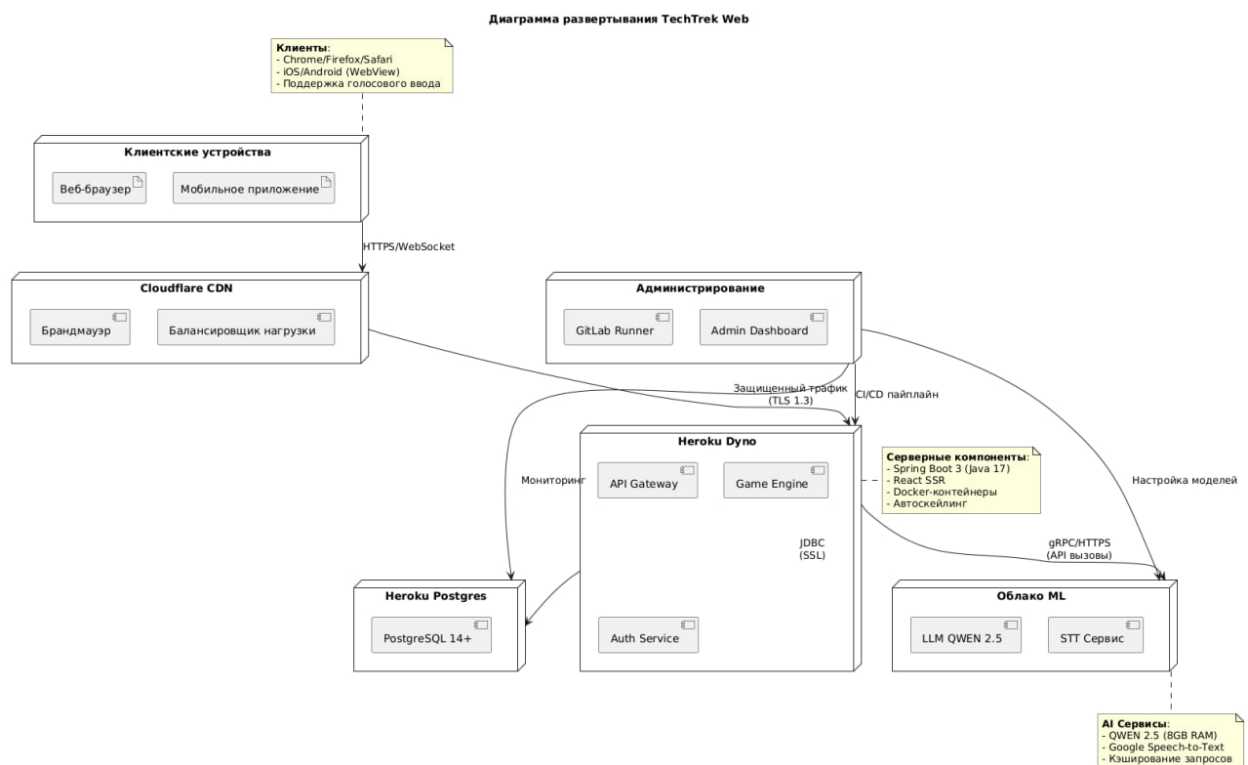 Диаграмма развертывания TechTrek Web
Клиенты:
- Chrome/Firefox/Safari
- iOS/Android (WebView)
- Поддержка голосового ввода
Клиентские устройства
Веб-браузер
Мобильное приложение
HTTPS/WebSocket
Cloudflare CDN
Брандмауэр
Балансировщик нагрузки
Администрирование
GitLab Runner
Admin Dashboard
Защищенный трафик
(TLS 1.3)
CI/CD пайплайн
Heroku Dyno
API Gateway
Game Engine
JDBC
(SSL)
Auth Service
Серверные компоненты:
- Spring Boot 3 (Java 17)
- React SSR
- Docker-контейнеры
- Автоскейлинг
Мониторинг
Настройка моделей
gRPC/HTTPS
(API вызовы)
Heroku Postgres
PostgreSQL 14+
Облако ML
LLM QWEN 2.5
STT Сервис
AI Сервисы:
- QWEN 2.5 (8GB RAM)
- Google Speech-to-Text
- Кэширование запросов